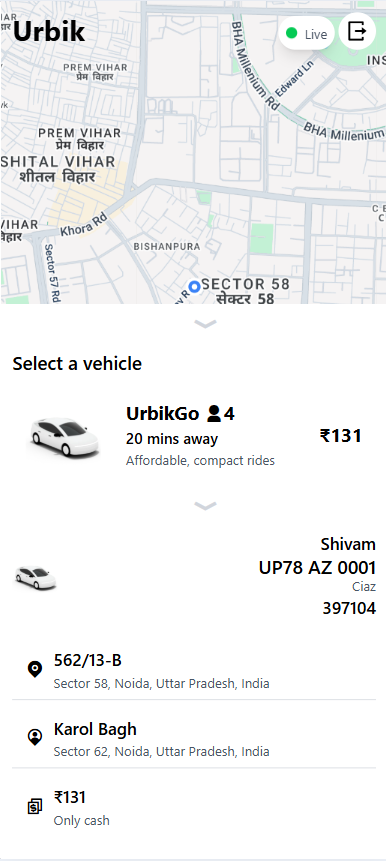 Urbik
Live
PREM VIHAR
प्रेम विहार
BHA Millennium Rd
Edward Ln
INS
PREM VIHAR
प्रेम विहार
BHA Millennium
SHITAL VIHAR
शीतल विहार
VIHAR
Khora Rd
C B
Sector 57 Rd
BISHANPURA
SECTOR 58
सेक्टर 58
y R
Select a vehicle
UrbikGo 4
20 mins away
₹131
Affordable, compact rides
Shivam
UP78 AZ 0001
Ciaz
397104
562/13-B
Sector 58, Noida, Uttar Pradesh, India
Karol Bagh
Sector 62, Noida, Uttar Pradesh, India
₹131
Only cash